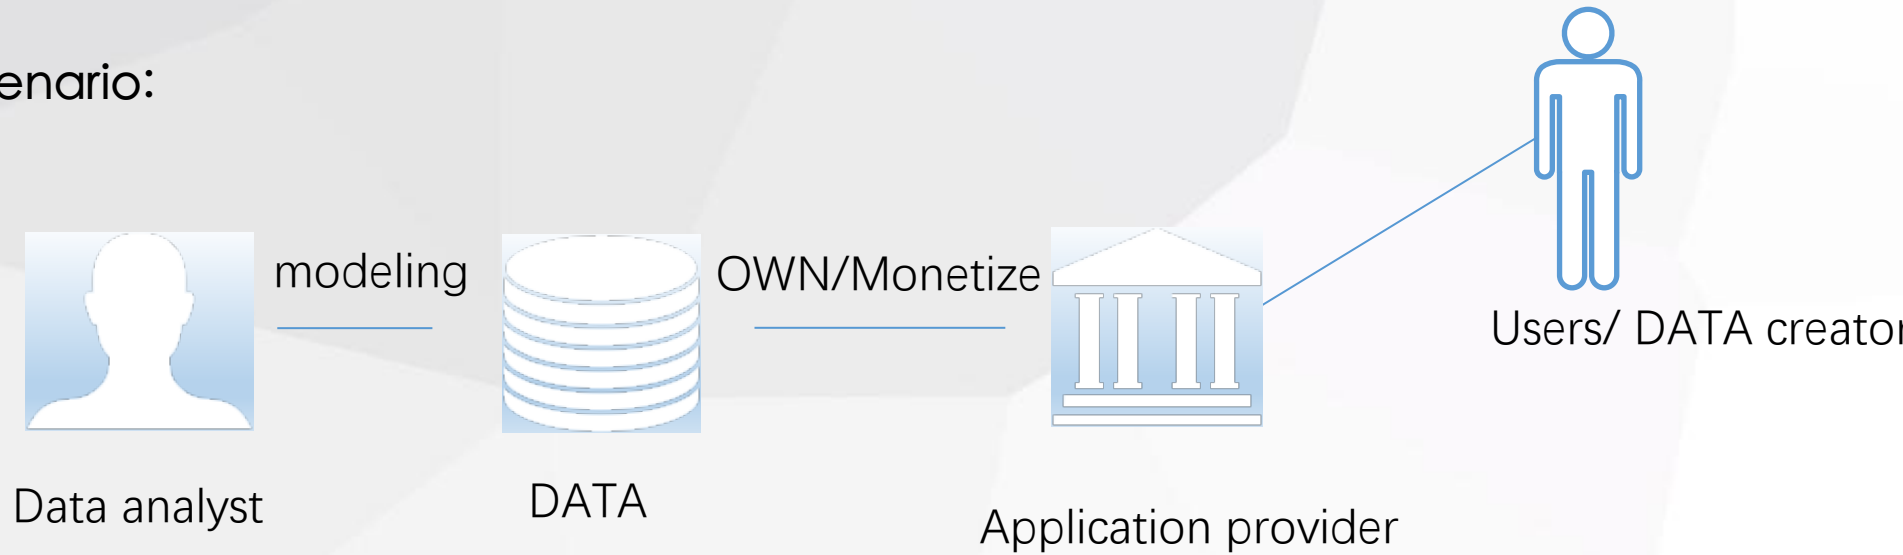 enario:
modeling
OWN/Monetize
Users/ DATA creator
Data analyst
DATA
Application provider